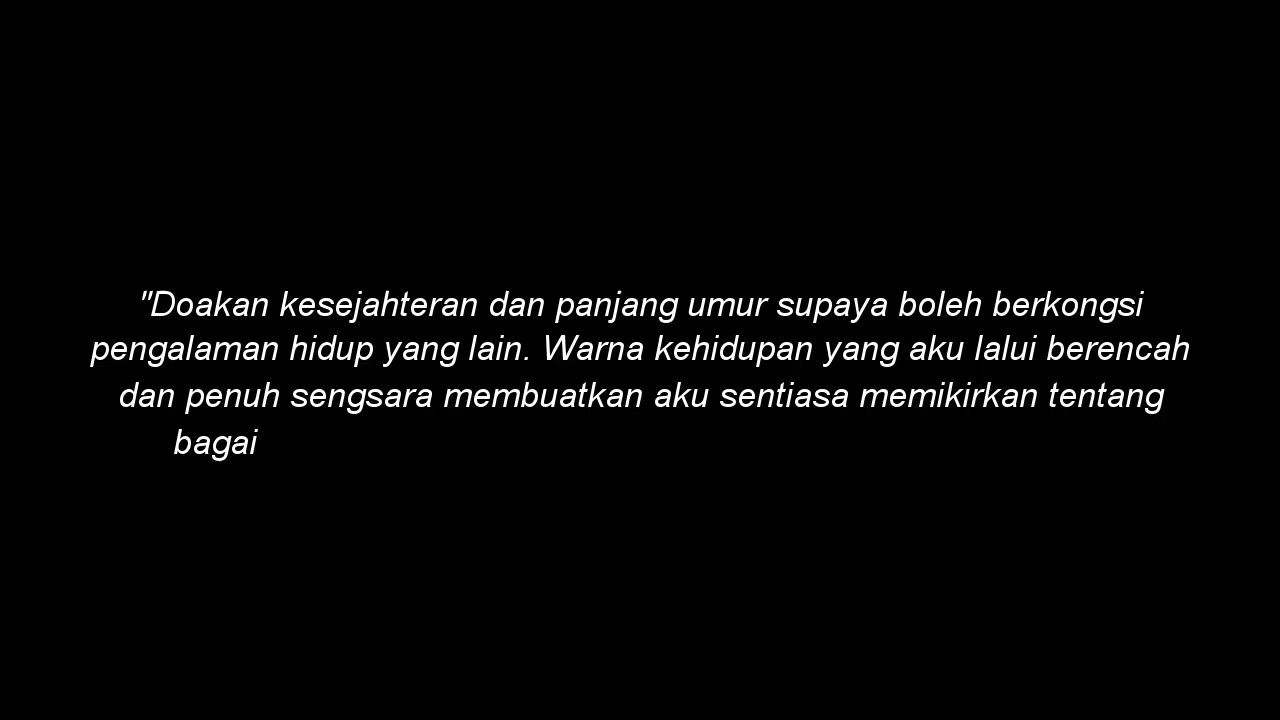 "Doakan kesejahteran dan panjang umur supaya boleh berkongsi
pengalaman hidup yang lain. Warna kehidupan yang aku lalui berencah
dan penuh sengsara membuatkan aku sentiasa memikirkan tentang
bagai